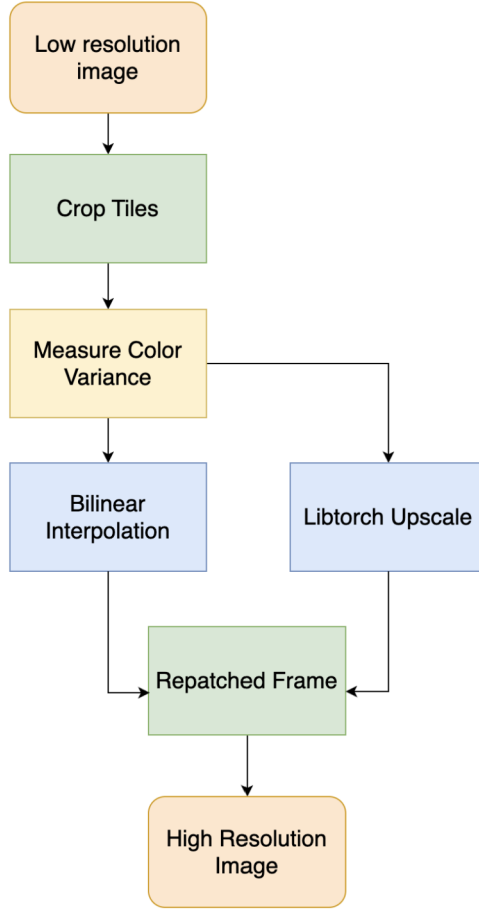 Low resolution
image
Crop Tiles
Measure Color
Variance
Bilinear
Interpolation
Libtorch Upscale
Repatched Frame
High Resolution
Image